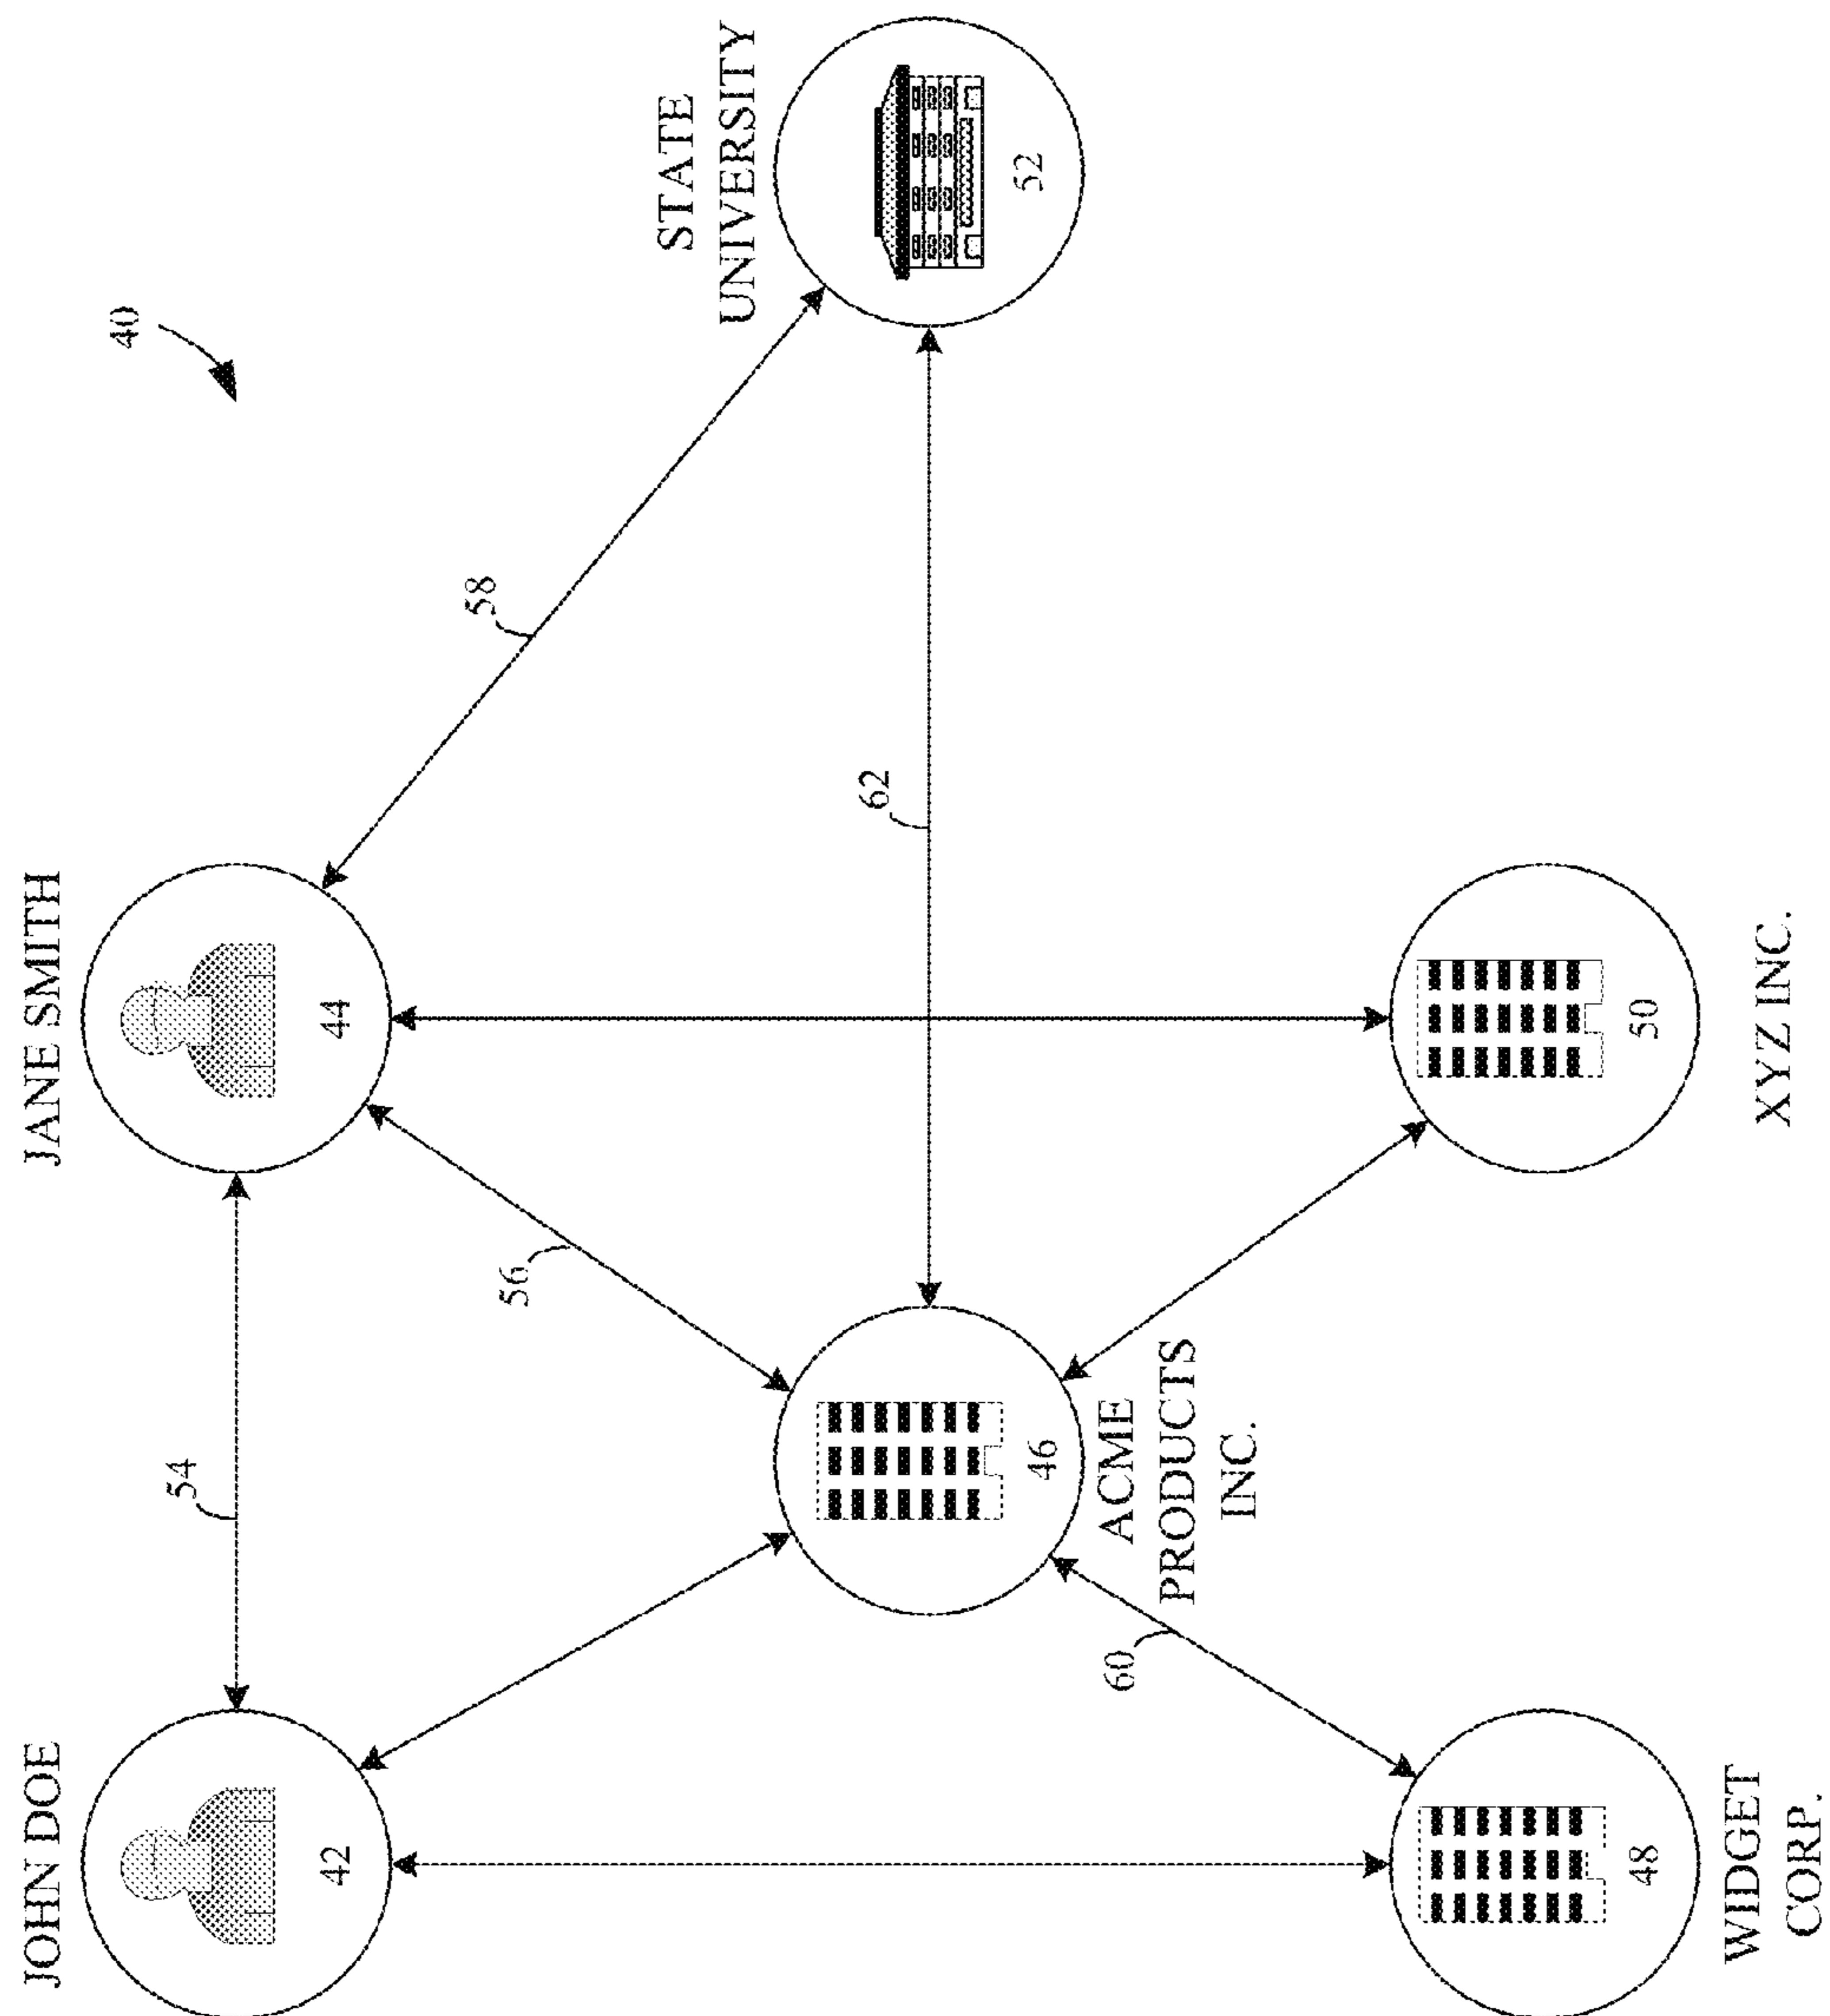 40
JOHN DOE
JANE SMITH
42
54
44
56
58
STATE
UNIVERSITY
52
46
62
ACME
PRODUCTS
INC.
60
48
50
WIDGET
CORP.
XYZ INC.